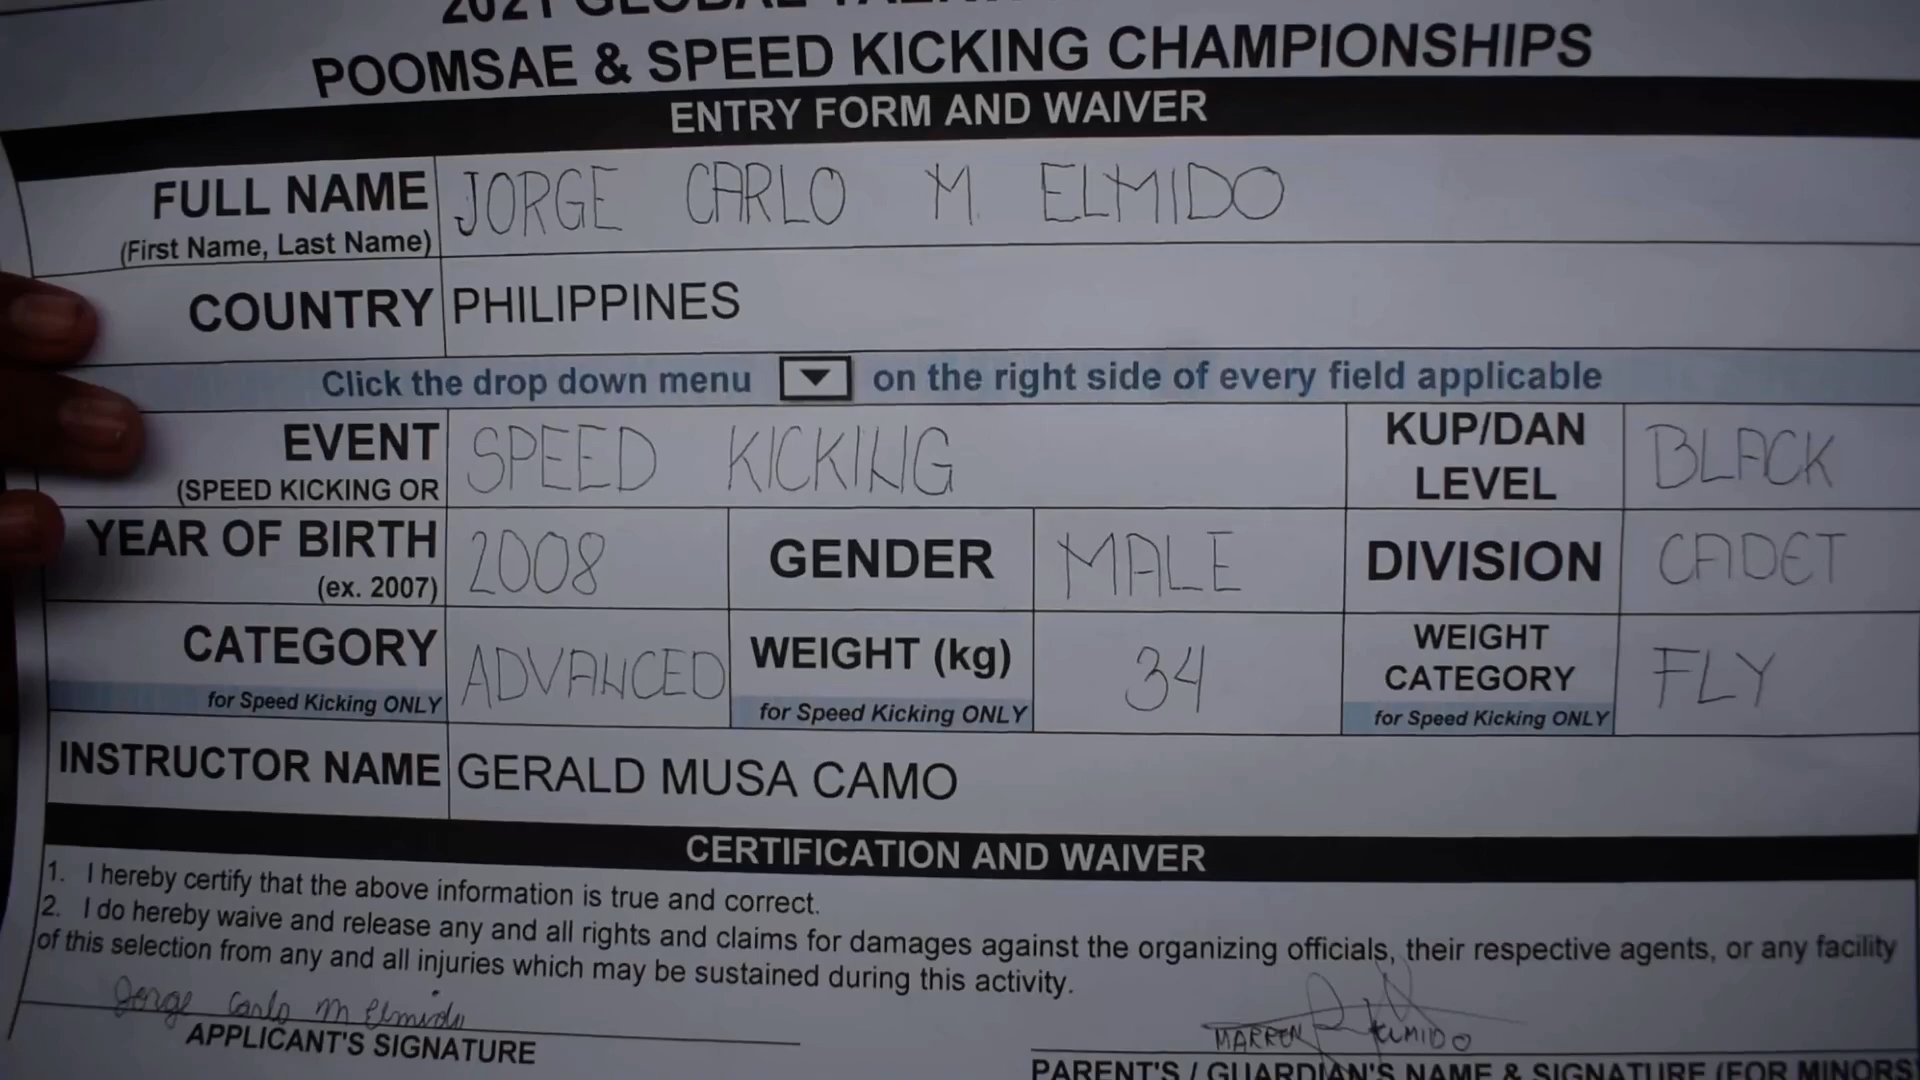 2021 GLOBAL
POOMSAE & SPEED KICKING CHAMPIONSHIPS
ENTRY FORM AND WAIVER
FULL NAME JORGE CARLO M. ELMIDO
(First Name, Last Name)
COUNTRY PHILIPPINES
Click the drop down menu on the right side of every field applicable
EVENT SPEED KICKING KUP/DAN LEVEL BLACK
(SPEED KICKING OR
YEAR OF BIRTH 2008 GENDER MALE DIVISION CADET
(ex. 2007)
CATEGORY ADVANCED WEIGHT (kg) 34 WEIGHT CATEGORY FLY
for Speed Kicking ONLY for Speed Kicking ONLY for Speed Kicking ONLY
INSTRUCTOR NAME GERALD MUSA CAMO
CERTIFICATION AND WAIVER
1. I hereby certify that the above information is true and correct.
2. I do hereby waive and release any and all rights and claims for damages against the organizing officials, their respective agents, or any facility
of this selection from any and all injuries which may be sustained during this activity.
Jorge Carlo M Elmido MARREN ELMIDO
APPLICANT'S SIGNATURE
PARENT'S / GUARDIAN'S NAME & SIGNATURE (FOR MINORS